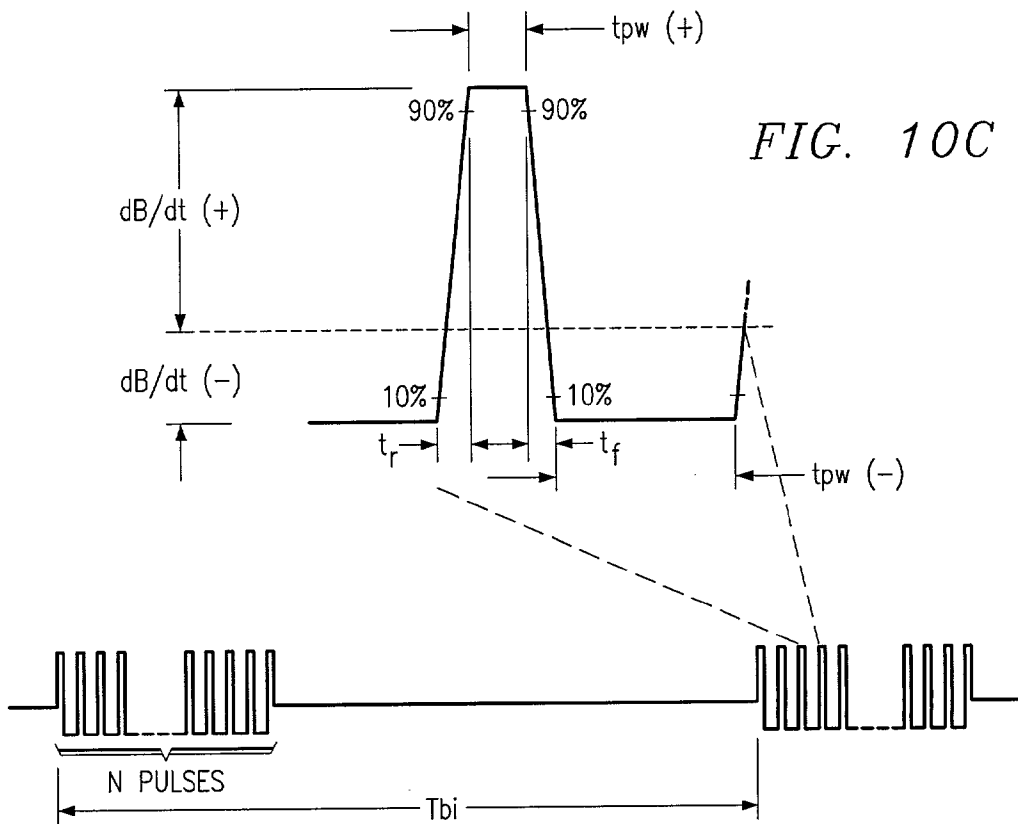 tpw (+)
90%
90%
FIG. 10C
dB/dt (+)
dB/dt (-)
10%
10%
tr
tf
tpw (-)
N PULSES
Tbi